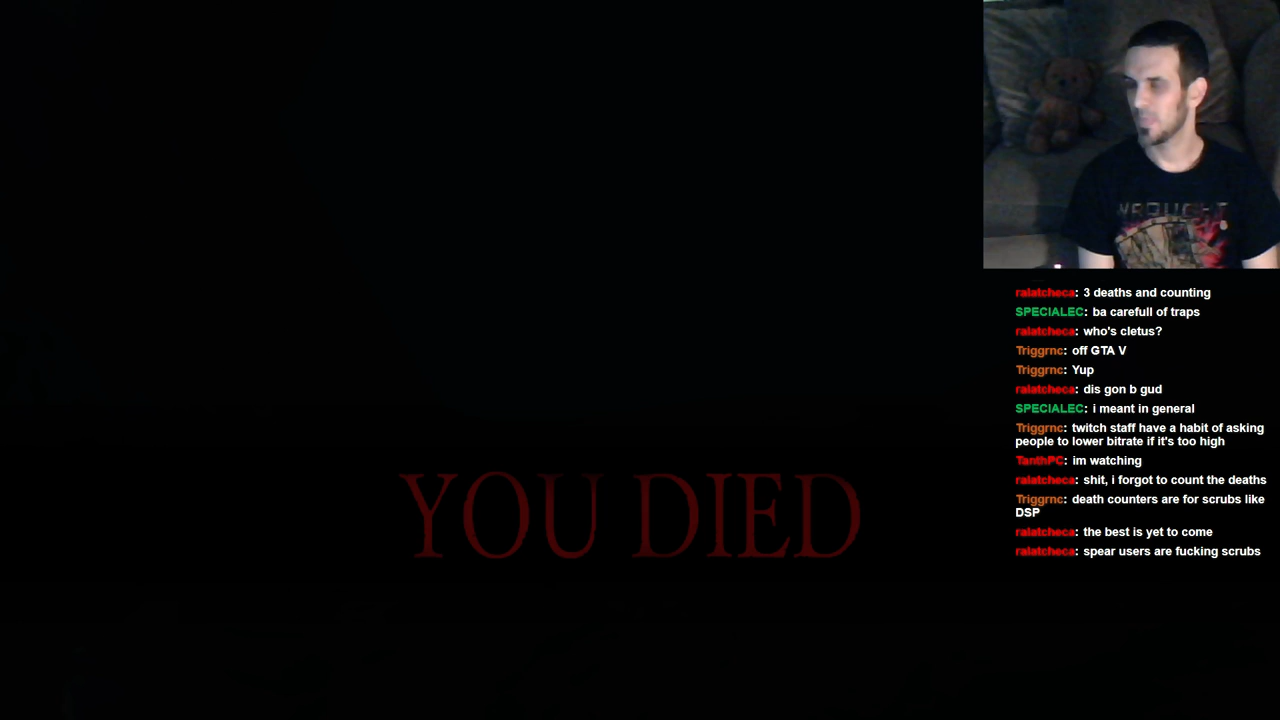 YOU DIED
ralatcheca: 3 deaths and counting
SPECIALEC: ba carefull of traps
ralatcheca: who's cletus?
Triggrnc: off GTA V
Triggrnc: Yup
ralatcheca: dis gon b gud
SPECIALEC: i meant in general
Triggrnc: twitch staff have a habit of asking
people to lower bitrate if it's too high
TanthPC: im watching
ralatcheca: shit, i forgot to count the deaths
Triggrnc: death counters are for scrubs like
DSP
ralatcheca: the best is yet to come
ralatcheca: spear users are fucking scrubs